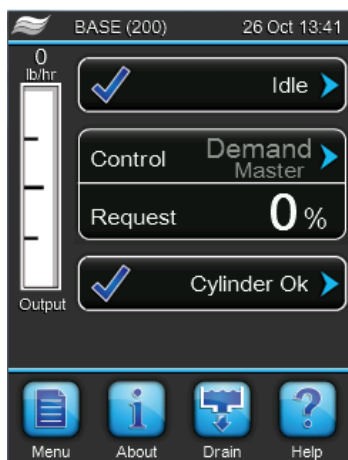 BASE (200) 26 Oct 13:41
0
lb/hr
Idle
Control Demand
Master
Request 0 %
Cylinder Ok
Output
Menu About Drain Help